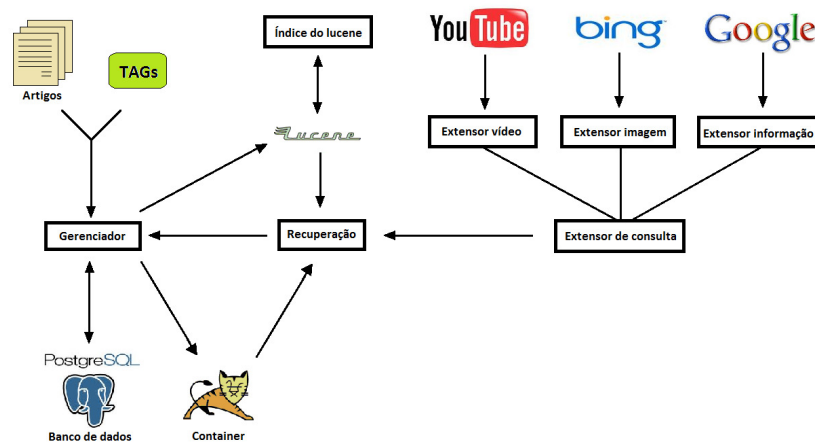 Índice do lucene
YouTube
bing
Google
TAGs
Artigos
Lucene
Extensor vídeo
Extensor imagem
Extensor informação
Gerenciador
Recuperação
Extensor de consulta
PostgreSQL
Banco de dados
Container